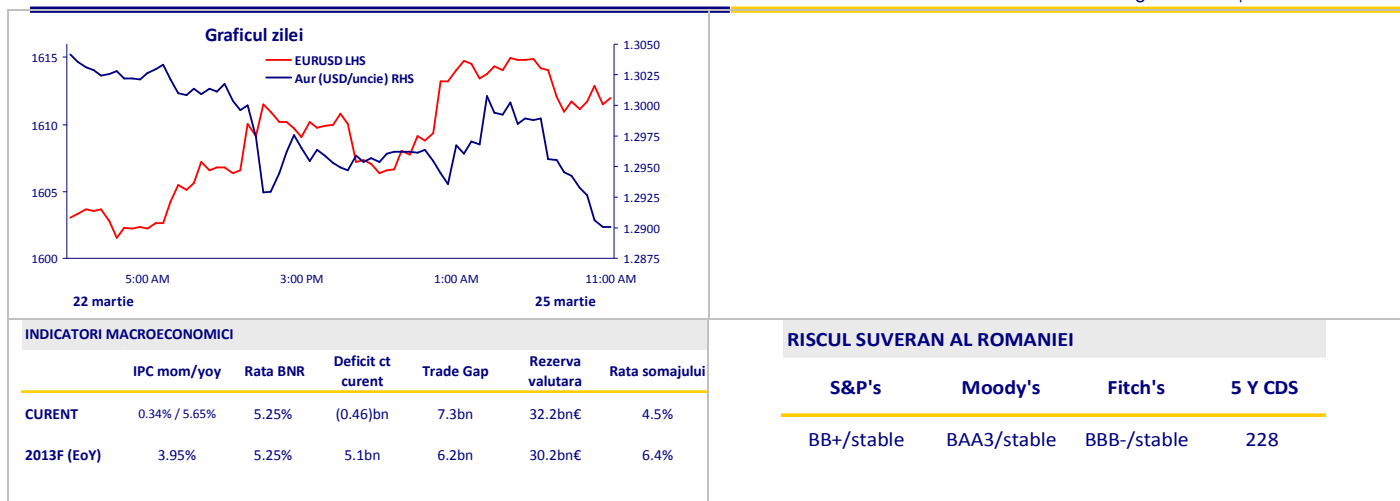 Graficul zilei
EURUSD LHS
Aur (USD/uncie) RHS
1615
1610
1605
1600
1.3050
1.3025
1.3000
1.2975
1.2950
1.2925
1.2900
1.2875
5:00 AM 3:00 PM 1:00 AM 11:00 AM
22 martie 25 martie
INDICATORI MACROECONOMICI
IPC mom/yoy Rata BNR Deficit ct curent Trade Gap Rezerva valutara Rata somajului
CURENT 0.34% / 5.65% 5.25% (0.46)bn 7.3bn 32.2bn€ 4.5%
2013F (EoY) 3.95% 5.25% 5.1bn 6.2bn 30.2bn€ 6.4%
RISCUL SUVERAN AL ROMANIEI
S&P's Moody's Fitch's 5 Y CDS
BB+/stable BAA3/stable BBB-/stable 228